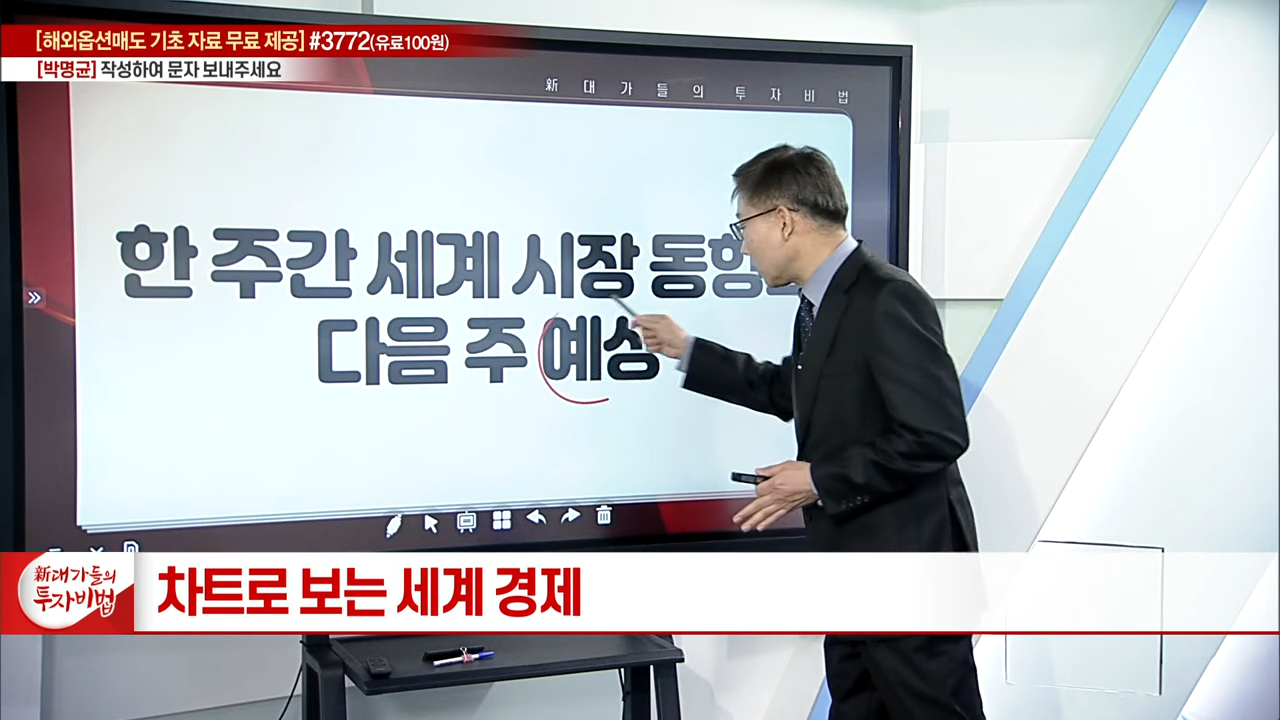 [해외옵션매도 기초 자료 무료 제공] #3772(유료100원)
[박명균] 작성하여 문자 보내주세요
新 대가들의 투자비법
한 주간 세계 시장 동향
다음 주 예상
新대가들의
투자비법
차트로 보는 세계 경제